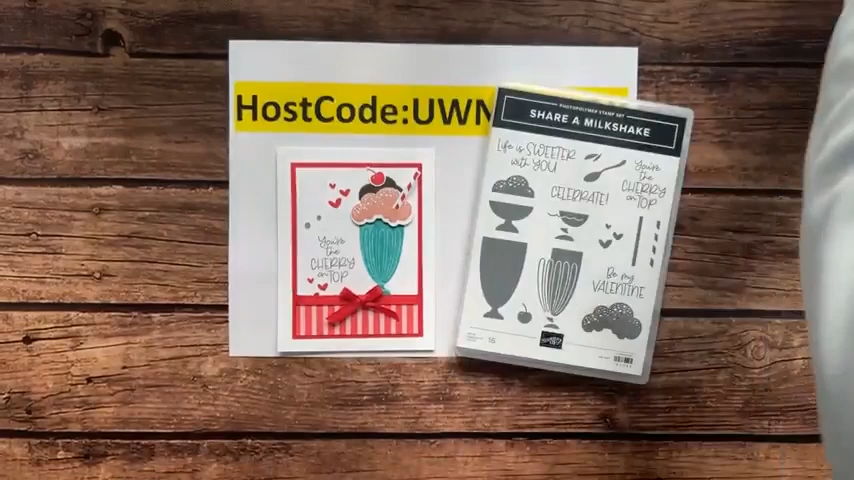 HostCode:UWN
PHOTOPOLYMER STAMP SET
SHARE A MILKSHAKE
Life is SWEETER
with YOU
You're
the
CHERRY
on TOP
CELEBRATE!
Be my
VALENTINE
16
You're
the
CHERRY
on TOP